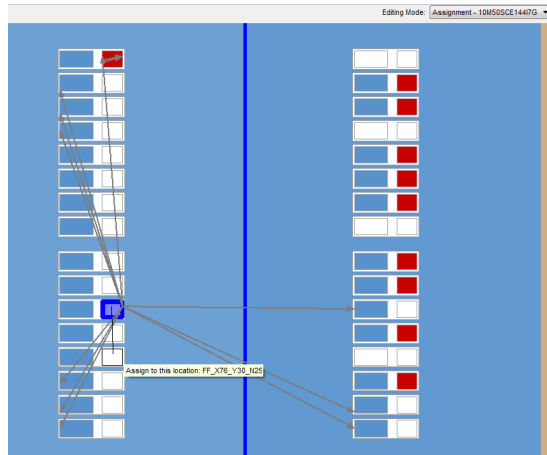 Editing Mode: Assignment - 10M50SCE144I7G
Assign to this location: FF_X76_Y30_N25